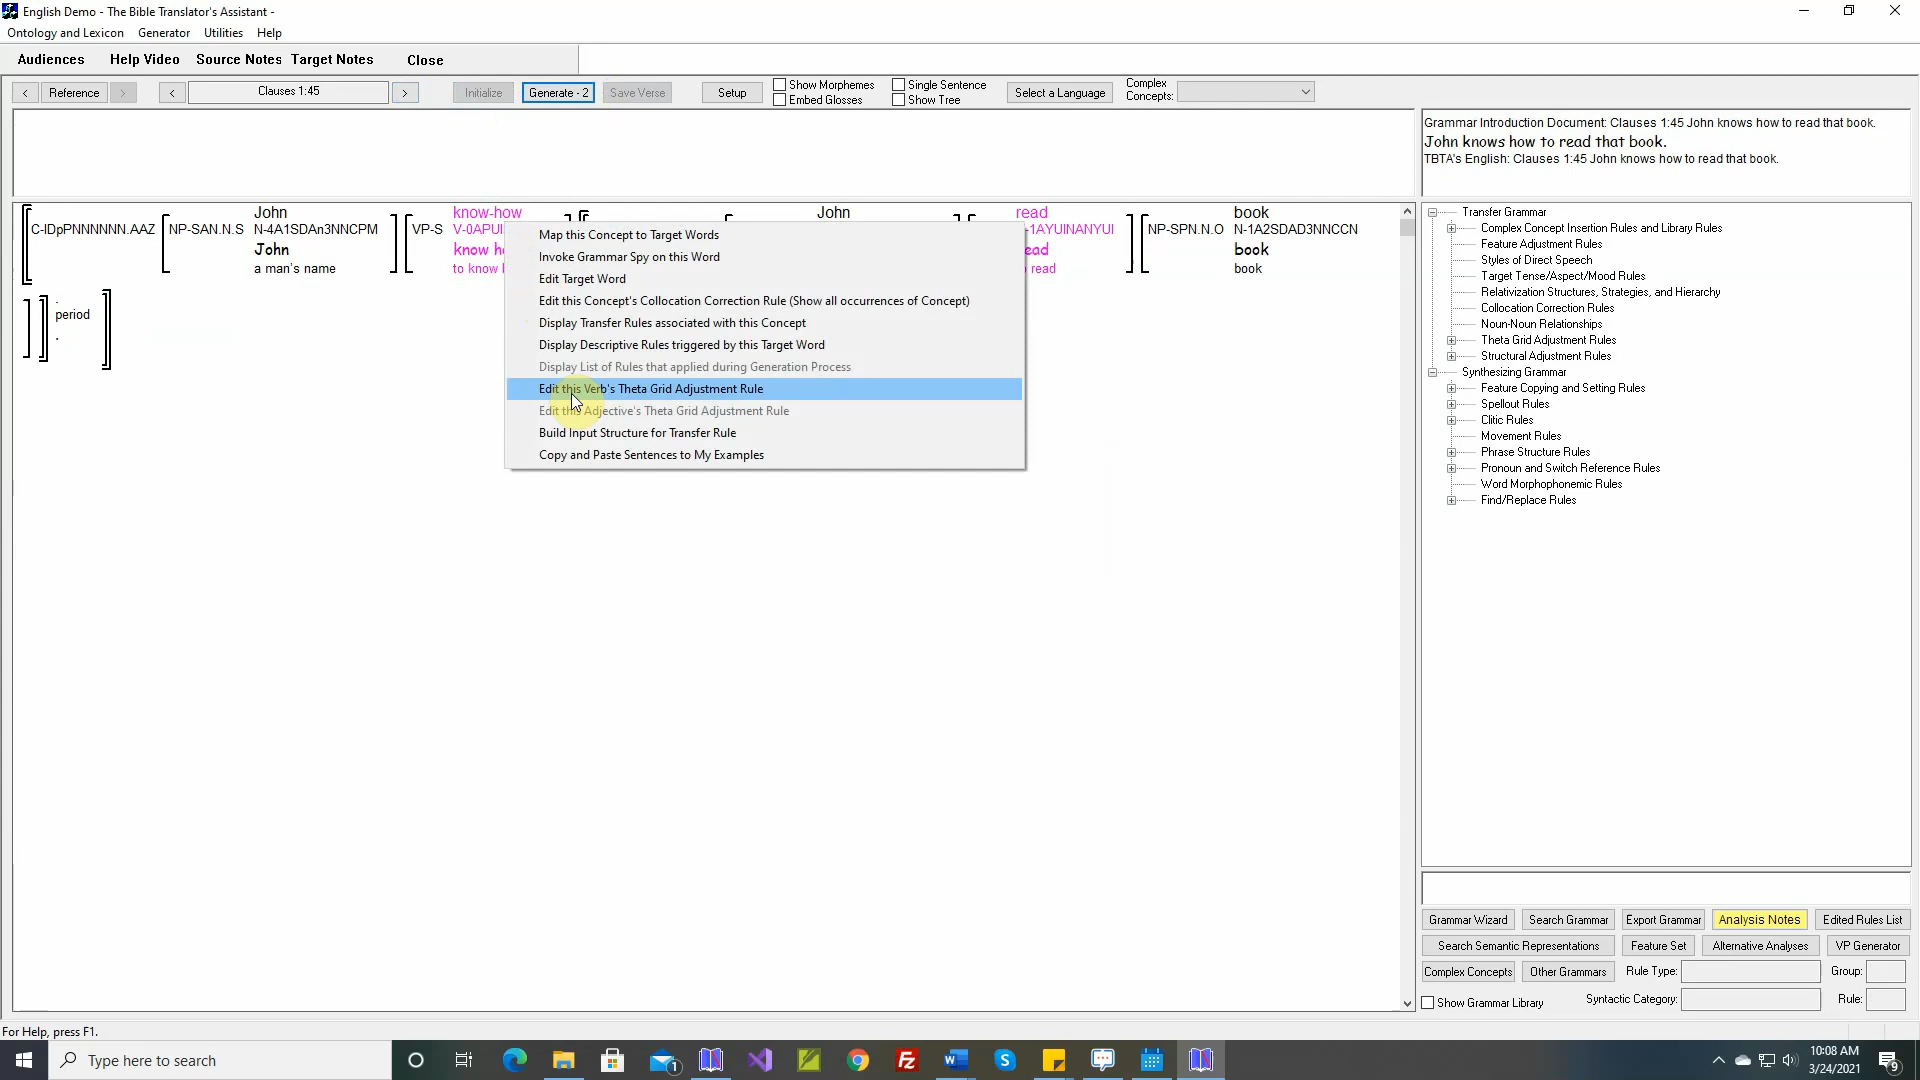 English Demo - The Bible Translator's Assistant -
Ontology and Lexicon Generator Utilities Help
Audiences Help Video Source Notes Target Notes Close
< Reference > < Clauses 1:45 > Initialize Generate - 2 Save Verse Setup Show Morphemes Embed Glosses Single Sentence Show Tree Select a Language Complex Concepts:
Grammar Introduction Document: Clauses 1:45 John knows how to read that book.
John knows how to read that book.
TBTA's English: Clauses 1:45 John knows how to read that book.
John know-how John read book
C-IDpPNNNNNN.AAZ NP-SAN.N.S N-4A1SDAn3NNCPM VP-S V-0APUI -1AYUINANYUI NP-SPN.N.O N-1A2SDAD3NNCCN
John know ead book
a man's name to know read book
period
.
Map this Concept to Target Words
Invoke Grammar Spy on this Word
Edit Target Word
Edit this Concept's Collocation Correction Rule (Show all occurrences of Concept)
Display Transfer Rules associated with this Concept
Display Descriptive Rules triggered by this Target Word
Display List of Rules that applied during Generation Process
Edit this Verb's Theta Grid Adjustment Rule
Edit this Adjective's Theta Grid Adjustment Rule
Build Input Structure for Transfer Rule
Copy and Paste Sentences to My Examples
Transfer Grammar
Complex Concept Insertion Rules and Library Rules
Feature Adjustment Rules
Styles of Direct Speech
Target Tense/Aspect/Mood Rules
Relativization Structures, Strategies, and Hierarchy
Collocation Correction Rules
Noun-Noun Relationships
Theta Grid Adjustment Rules
Structural Adjustment Rules
Synthesizing Grammar
Feature Copying and Setting Rules
Spellout Rules
Clitic Rules
Movement Rules
Phrase Structure Rules
Pronoun and Switch Reference Rules
Word Morphophonemic Rules
Find/Replace Rules
Grammar Wizard Search Grammar Export Grammar Analysis Notes Edited Rules List
Search Semantic Representations Feature Set Alternative Analyses VP Generator
Complex Concepts Other Grammars Rule Type: Group:
Show Grammar Library Syntactic Category: Rule:
For Help, press F1.
Type here to search
10:08 AM
3/24/2021